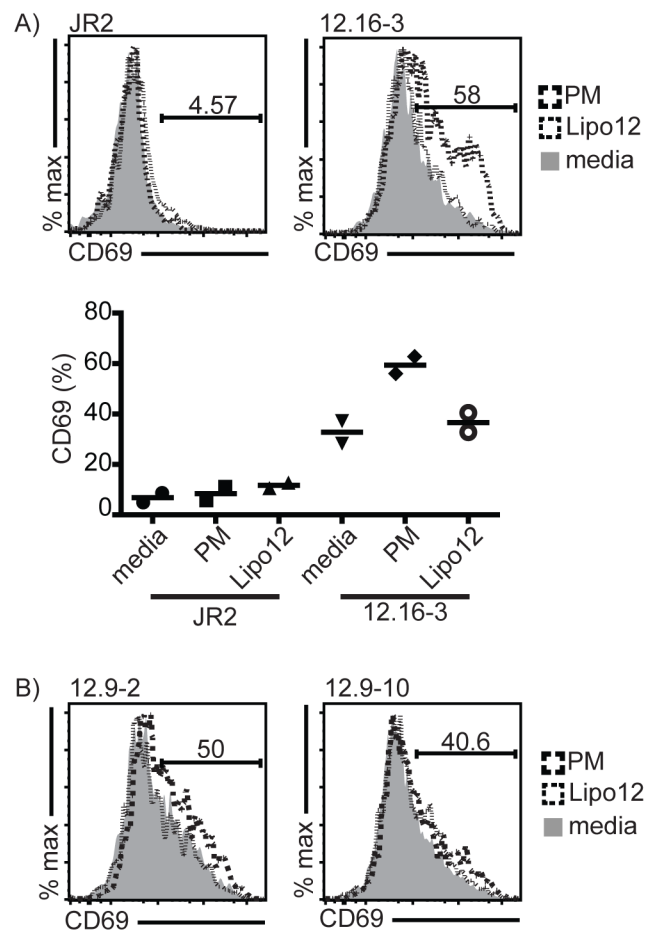 A)
JR2
12.16-3
4.57
58
PM
Lipo12
media
% max
% max
CD69
CD69
80
60
40
20
0
CD69 (%)
media
PM
Lipo12
media
PM
Lipo12
JR2
12.16-3
B)
12.9-2
12.9-10
50
40.6
PM
Lipo12
media
% max
% max
CD69
CD69